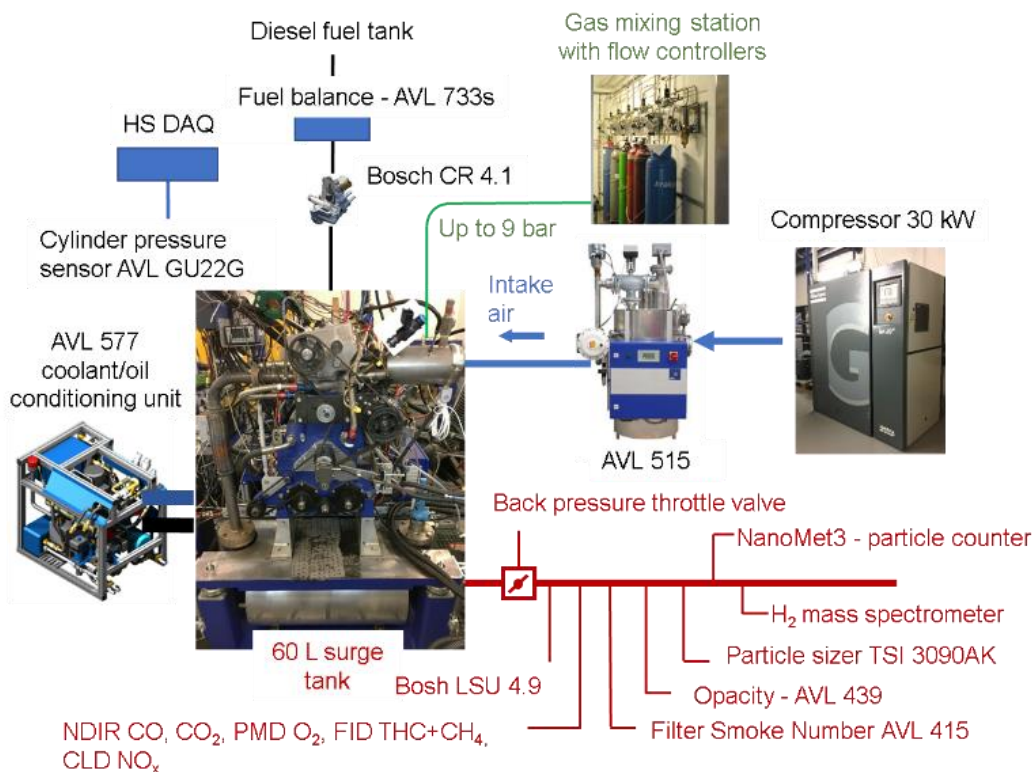 Diesel fuel tank
Fuel balance - AVL 733s
HS DAQ
Bosch CR 4.1
Gas mixing station
with flow controllers
Up to 9 bar
Cylinder pressure
sensor AVL GU22G
Compressor 30 kW
Intake
air
AVL 577
coolant/oil
conditioning unit
G
AVL 515
Back pressure throttle valve
NanoMet3 - particle counter
H₂ mass spectrometer
60 L surge
tank
Particle sizer TSI 3090AK
Bosh LSU 4.9
Opacity - AVL 439
NDIR CO, CO₂, PMD O₂, FID THC+CH₄,
CLD NOₓ
Filter Smoke Number AVL 415